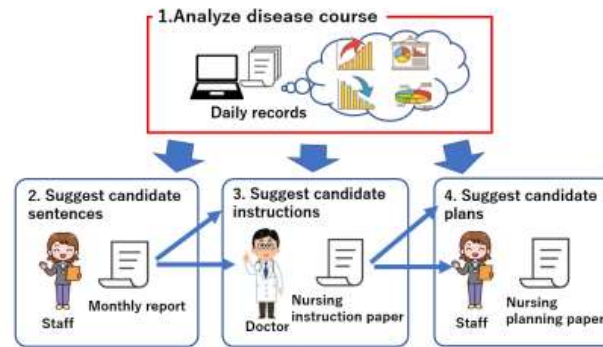 1.Analyze disease course
Daily records
2. Suggest candidate
sentences
Monthly report
Staff
3. Suggest candidate
instructions
Doctor
Nursing
instruction paper
4. Suggest candidate
plans
Staff
Nursing
planning paper